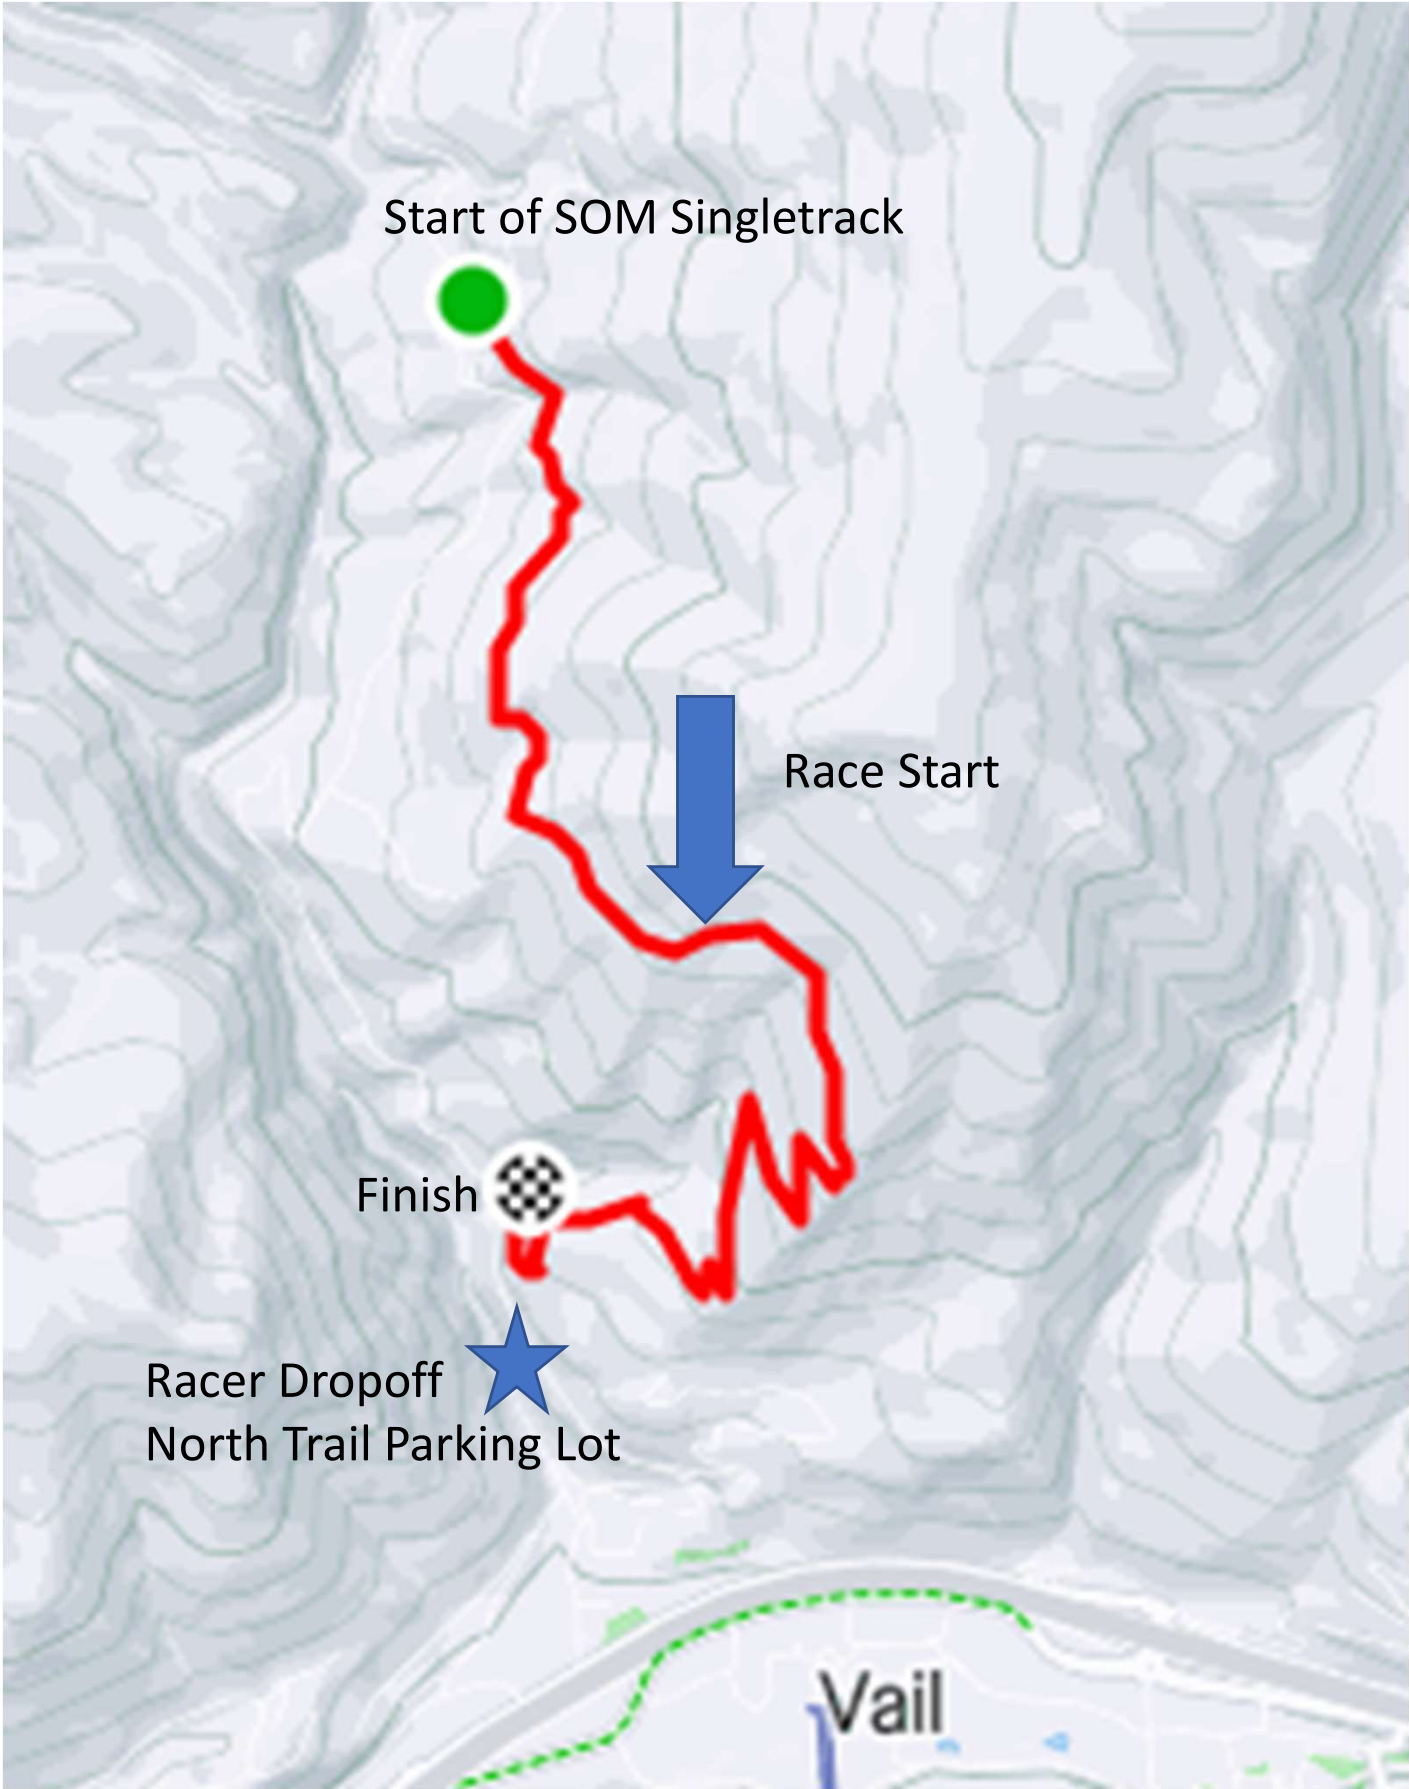 Start of SOM Singletrack
Race Start
Finish
Racer Dropoff
North Trail Parking Lot
Vail